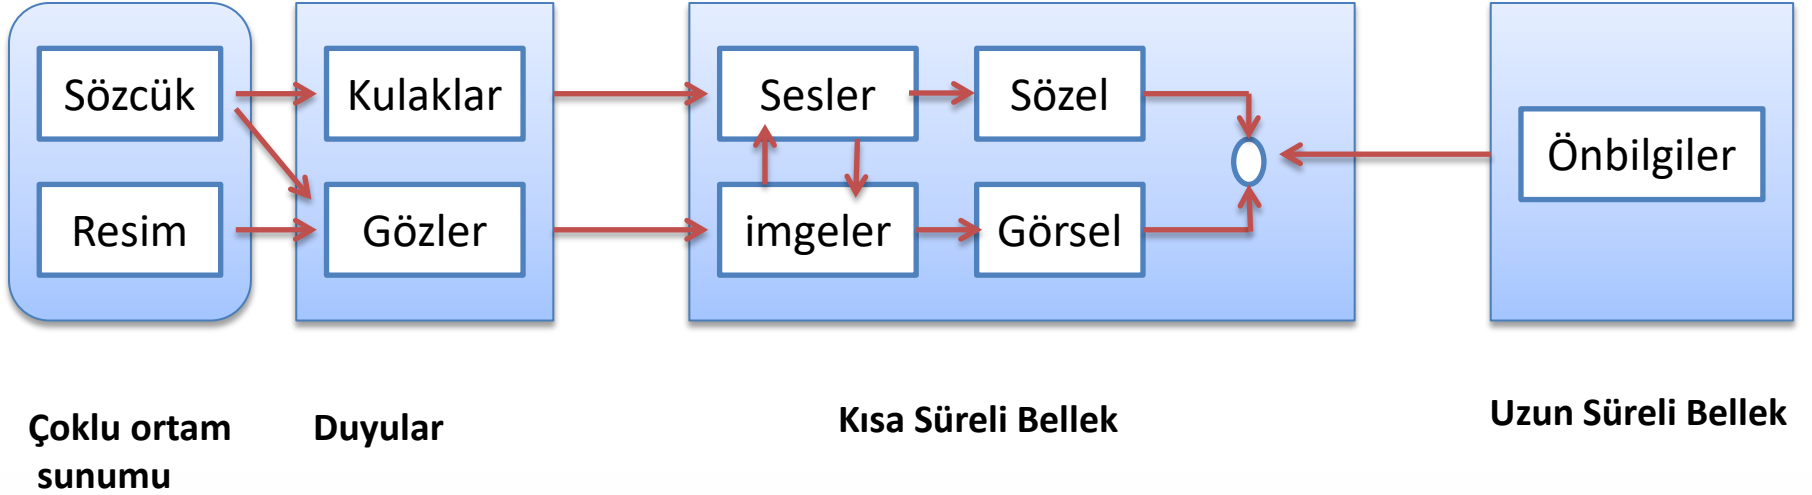 Sözcük
Kulaklar
Sesler
Sözel
Önbilgiler
Resim
Gözler
imgeler
Görsel
Çoklu ortam
sunumu
Duyular
Kısa Süreli Bellek
Uzun Süreli Bellek